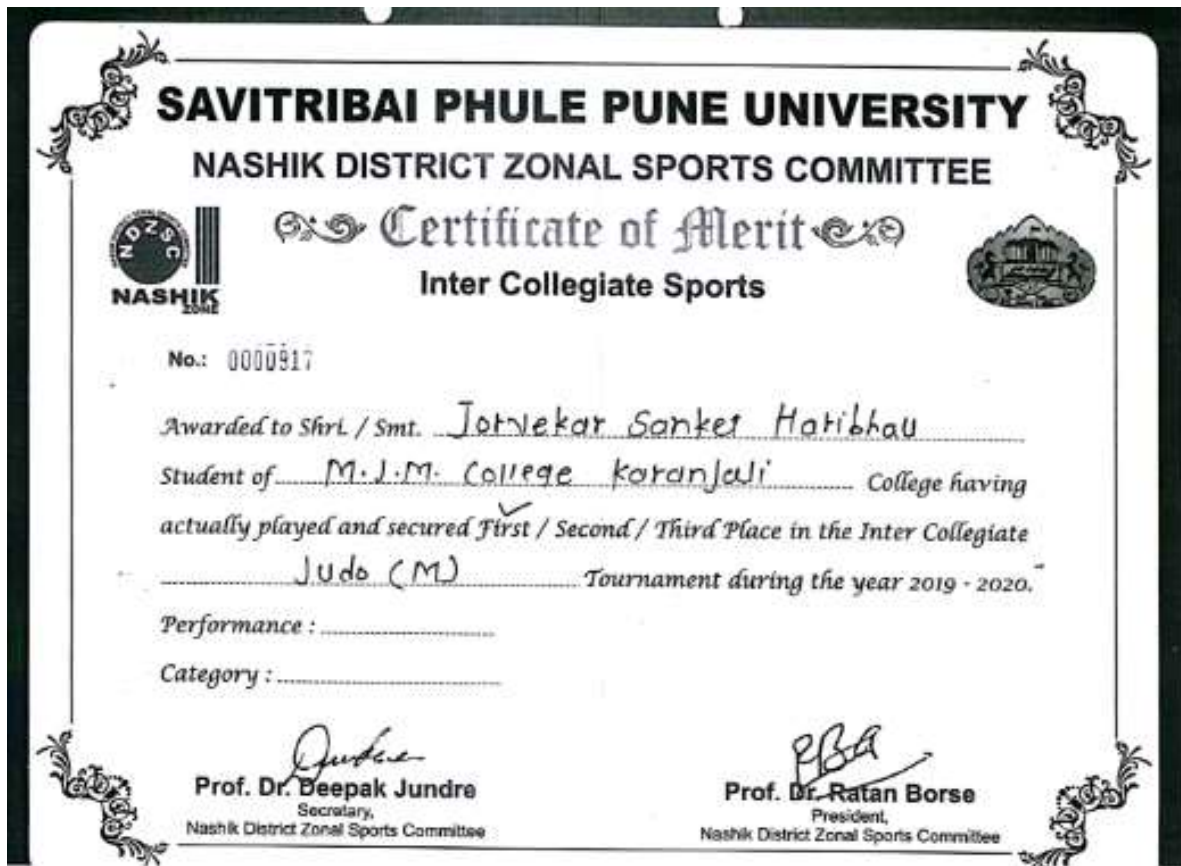 SAVITRIBAI PHULE PUNE UNIVERSITY
NASHIK DISTRICT ZONAL SPORTS COMMITTEE
NDZSC
NASHIK
ZONE
Certificate of Merit
Inter Collegiate Sports
No.: 0000917
Awarded to Shri. / Smt. Jorvekar Sanket Haribhau
Student of M.J.M. College Karanjali College having
actually played and secured First / Second / Third Place in the Inter Collegiate
Judo (M) Tournament during the year 2019 - 2020.
Performance :
Category :
Prof. Dr. Deepak Jundre
Secretary,
Nashik District Zonal Sports Committee
Prof. Dr. Ratan Borse
President,
Nashik District Zonal Sports Committee